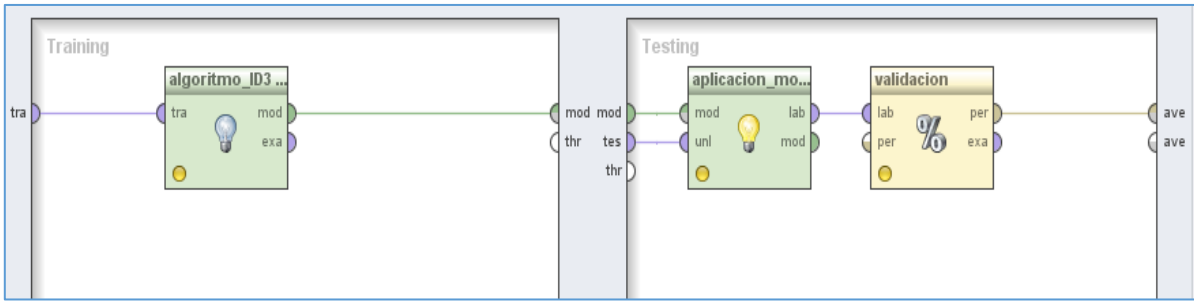 Training
Testing
algoritmo_ID3 ...
aplicacion_mo...
validacion
tra
tra
mod
mod
mod
mod
lab
lab
per
ave
exa
thr
tes
unl
mod
per
exa
ave
thr